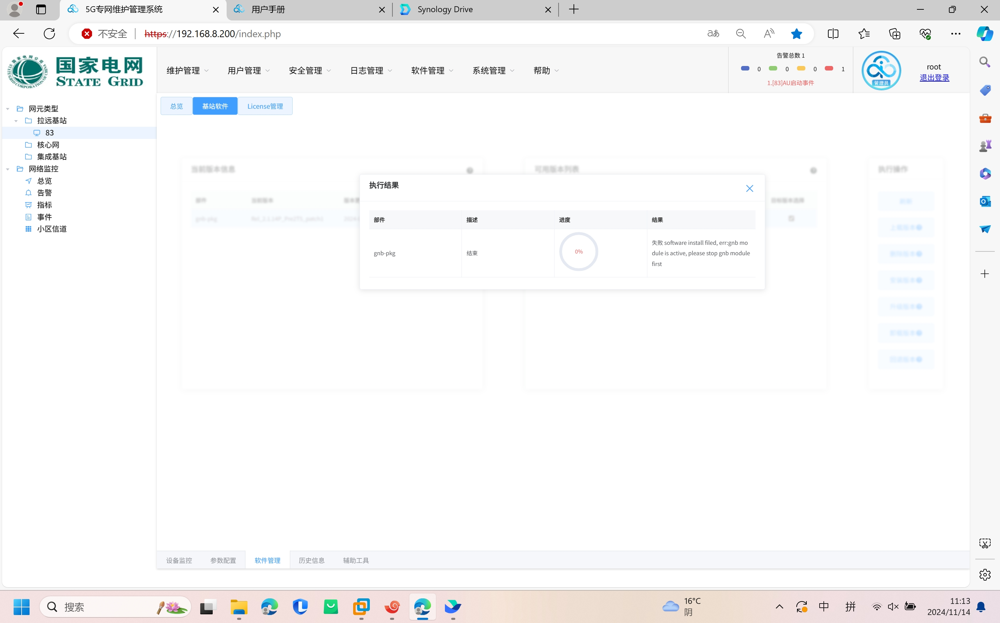 5G专网维护管理系统
用户手册
Synology Drive
不安全
https://192.168.8.200/index.php
国家电网
STATE GRID
维护管理
用户管理
安全管理
日志管理
软件管理
系统管理
帮助
告警总数 1
0
0
0
1
1.[83]AU启动事件
管理员
root
退出登录
网元类型
拉远基站
83
核心网
集成基站
网络监控
总览
告警
指标
事件
小区信道
总览
基站软件
License管理
当前版本信息
可用版本列表
执行操作
部件
当前版本
目标版本选择
gnb-pkg
执行结果
部件
描述
进度
结果
gnb-pkg
结束
0%
失败 software install filed, err:gnb mo
dule is active, please stop gnb module
first
设备监控
参数配置
软件管理
历史信息
辅助工具
搜索
16°C
阴
中
拼
11:13
2024/11/14